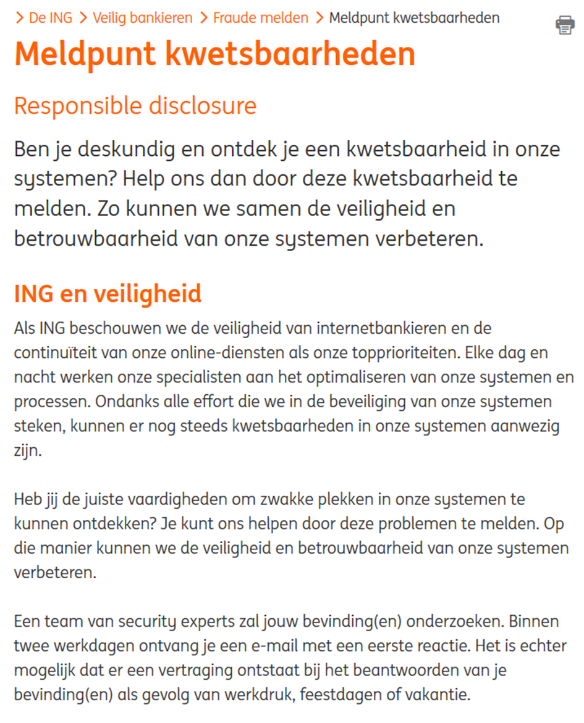 De ING Veilig bankieren Fraude melden Meldpunt kwetsbaarheden
Meldpunt kwetsbaarheden
Responsible disclosure
Ben je deskundig en ontdek je een kwetsbaarheid in onze
systemen? Help ons dan door deze kwetsbaarheid te
melden. Zo kunnen we samen de veiligheid en
betrouwbaarheid van onze systemen verbeteren.
ING en veiligheid
Als ING beschouwen we de veiligheid van internetbankieren en de
continuïteit van onze online-diensten als onze topprioriteiten. Elke dag en
nacht werken onze specialisten aan het optimaliseren van onze systemen en
processen. Ondanks alle effort die we in de beveiliging van onze systemen
steken, kunnen er nog steeds kwetsbaarheden in onze systemen aanwezig
zijn.
Heb jij de juiste vaardigheden om zwakke plekken in onze systemen te
kunnen ontdekken? Je kunt ons helpen door deze problemen te melden. Op
die manier kunnen we de veiligheid en betrouwbaarheid van onze systemen
verbeteren.
Een team van security experts zal jouw bevinding(en) onderzoeken. Binnen
twee werkdagen ontvang je een e-mail met een eerste reactie. Het is echter
mogelijk dat er een vertraging ontstaat bij het beantwoorden van je
bevinding(en) als gevolg van werkdruk, feestdagen of vakantie.